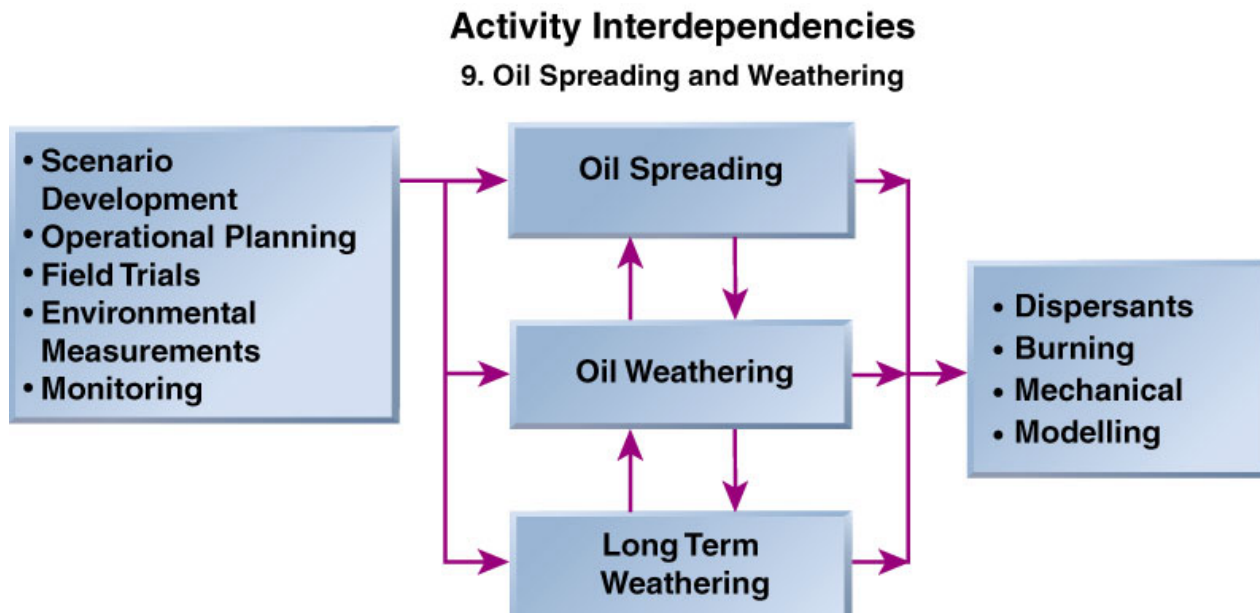 Activity Interdependencies
9. Oil Spreading and Weathering
• Scenario
Development
• Operational Planning
• Field Trials
• Environmental
Measurements
• Monitoring
Oil Spreading
Oil Weathering
Long Term
Weathering
• Dispersants
• Burning
• Mechanical
• Modelling